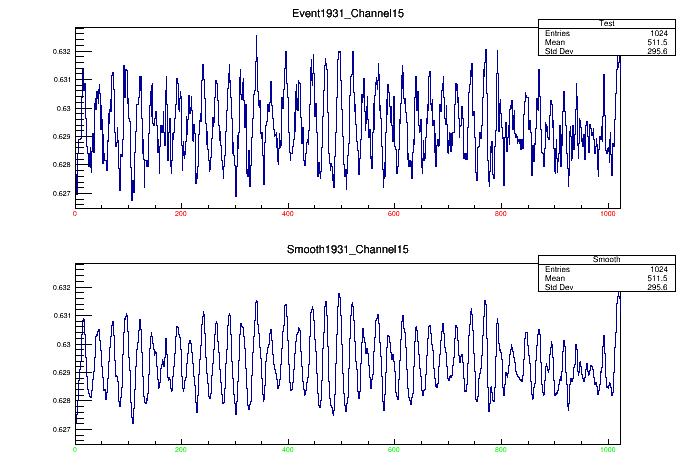 Event1931_Channel15
Test
Entries 1024
Mean 511.5
Std Dev 295.6
0.632
0.631
0.63
0.629
0.628
0.627
0 200 400 600 800 1000
Smooth1931_Channel15
Smooth
Entries 1024
Mean 511.5
Std Dev 295.6
0.632
0.631
0.63
0.629
0.628
0.627
0 200 400 600 800 1000